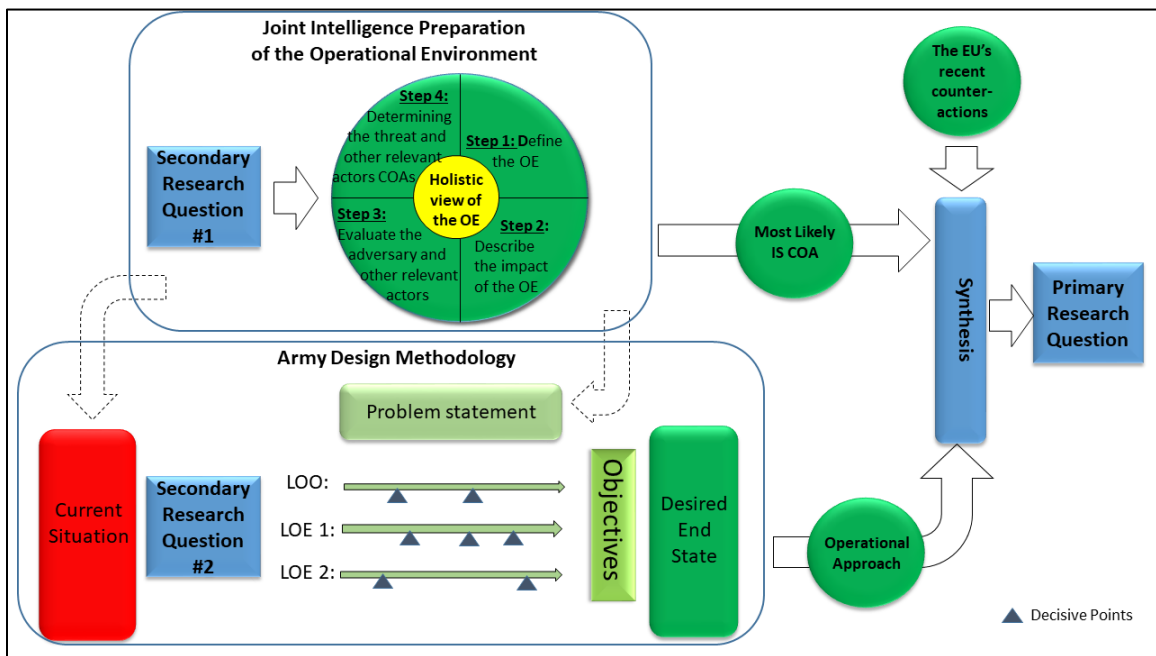 Joint Intelligence Preparation
of the Operational Environment
Secondary
Research
Question
#1
Step 4:
Determining
the threat and
other relevant
actors COAs
Step 1: Define
the OE
Holistic
view of
the OE
Step 3:
Evaluate the
adversary and
other relevant
actors
Step 2:
Describe
the impact
of the OE
The EU’s
recent
counter-
actions
Most Likely
IS COA
Synthesis
Primary
Research
Question
Army Design Methodology
Problem statement
Current
Situation
Secondary
Research
Question
#2
LOO:
LOE 1:
LOE 2:
Objectives
Desired
End
State
Operational
Approach
Decisive Points